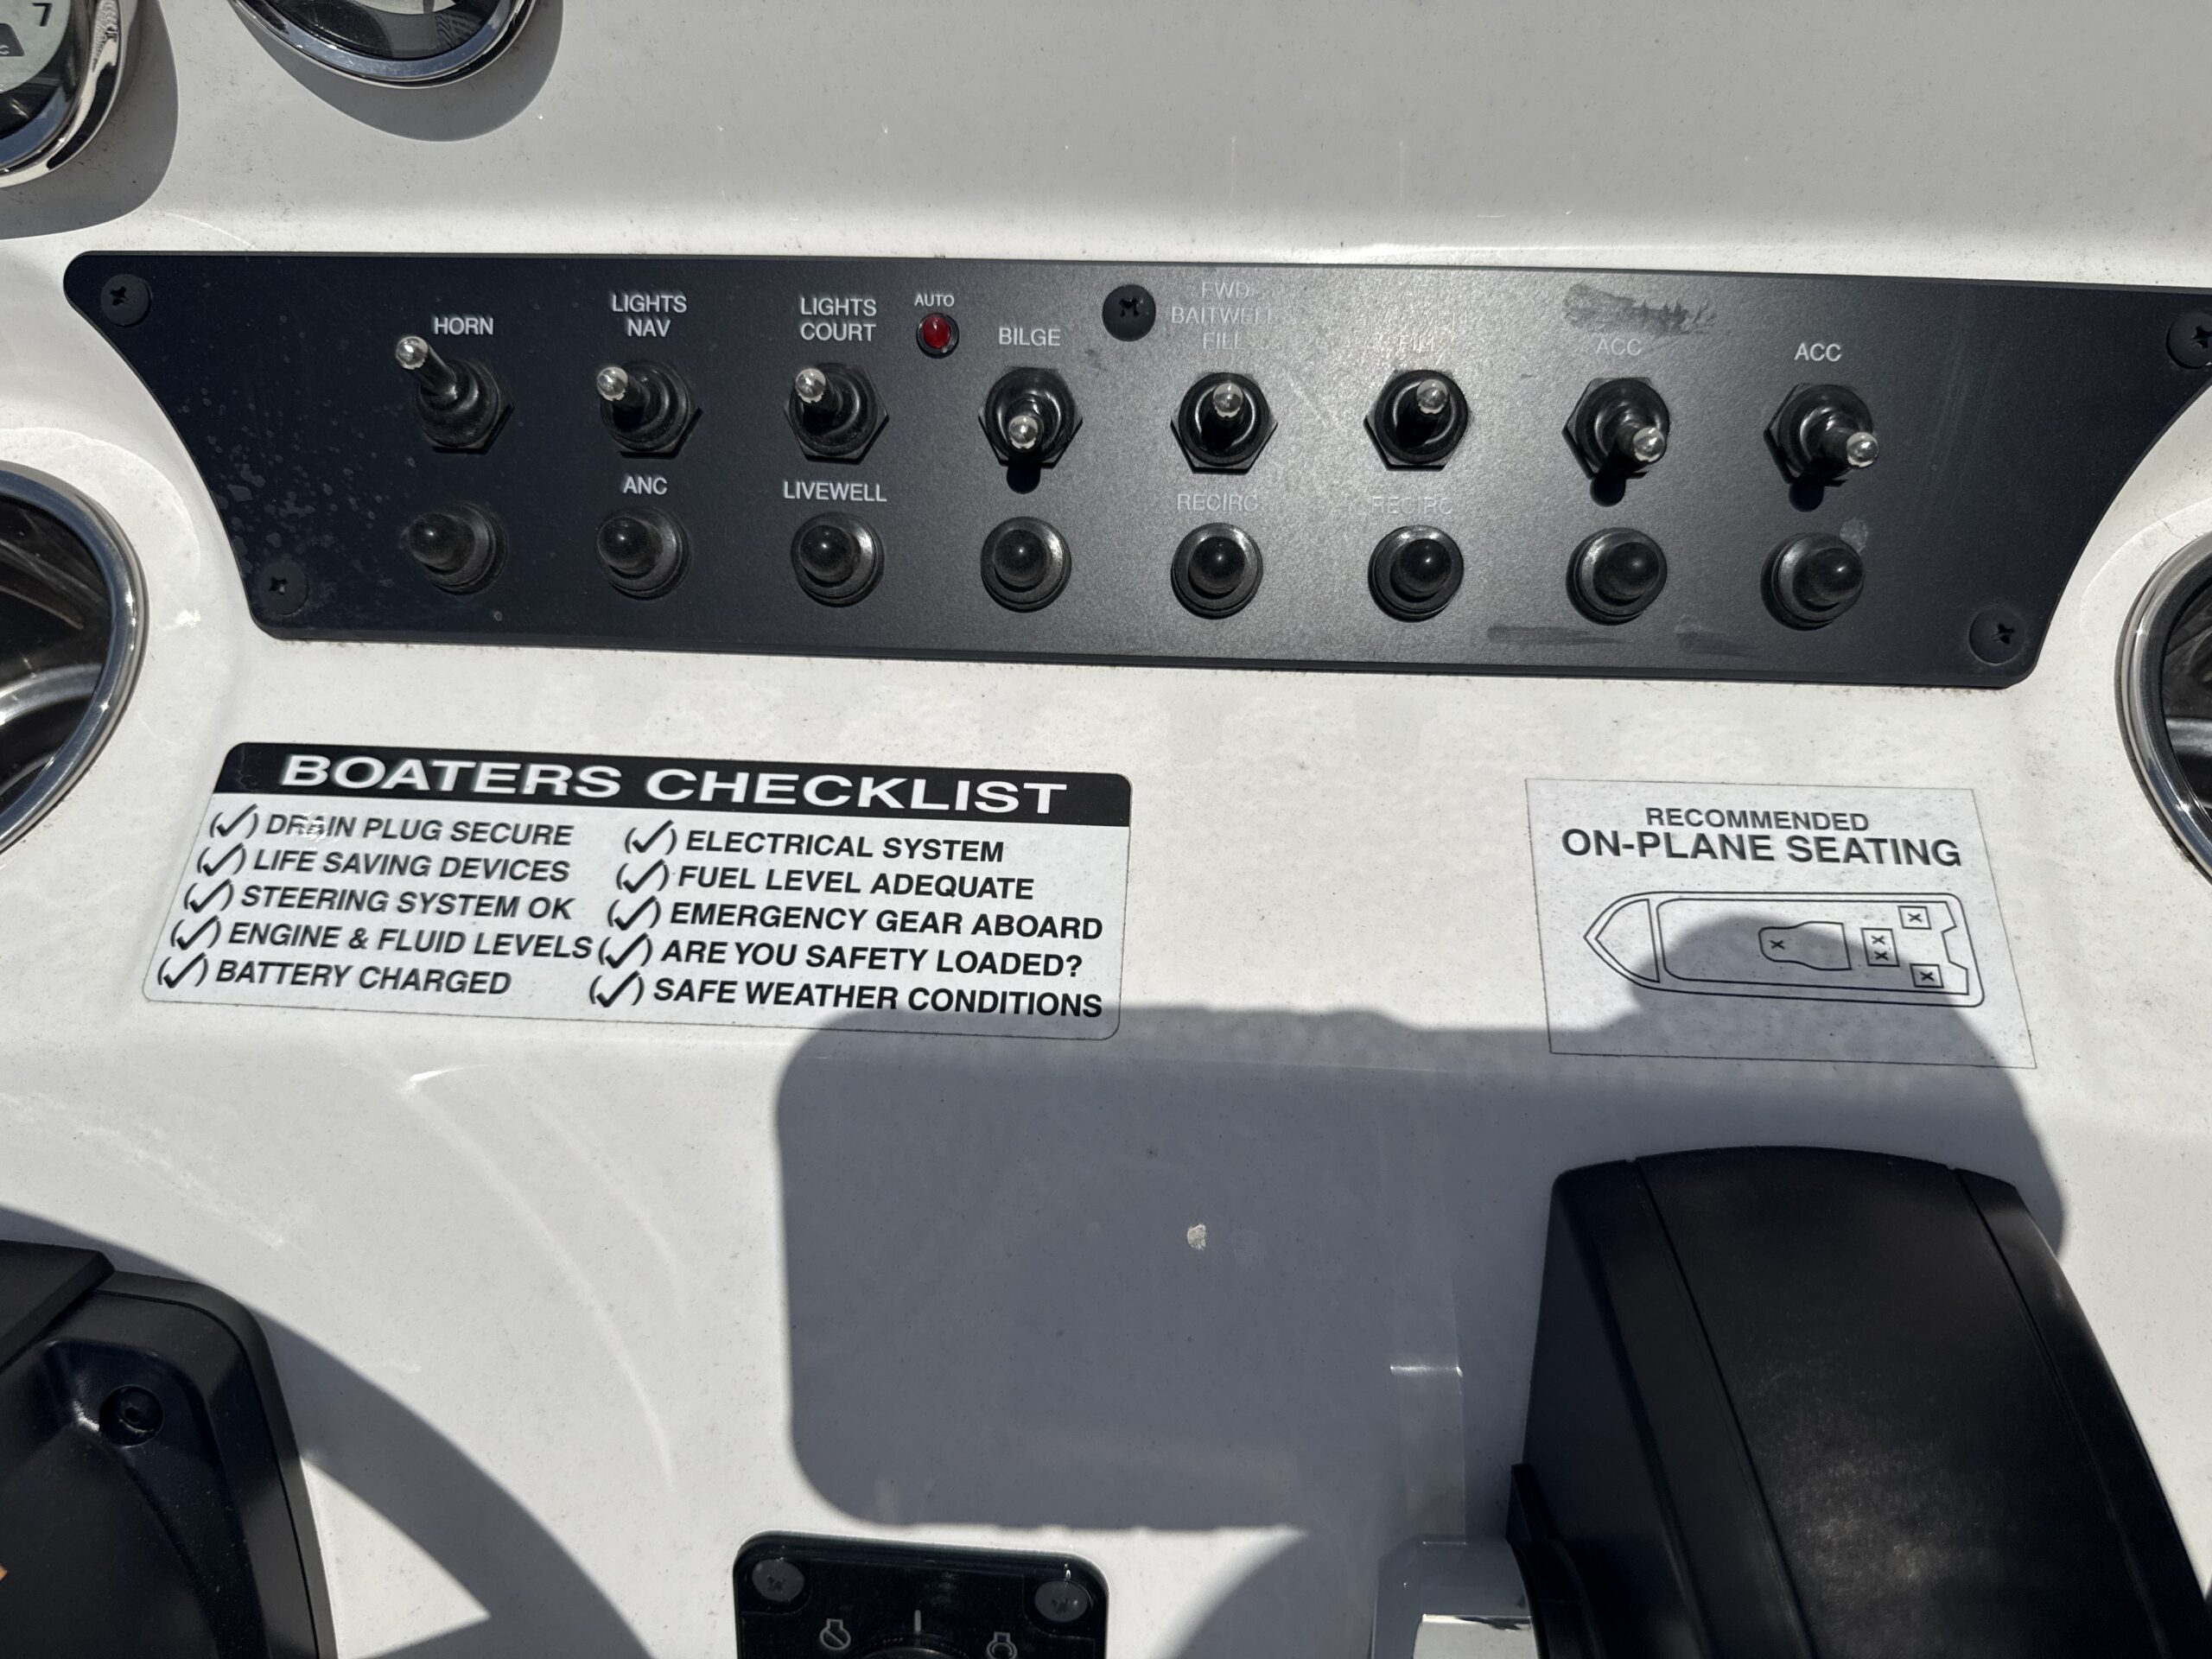 7
HORN
LIGHTS
NAV
LIGHTS
COURT
AUTO
BILGE
FWD
BAITWELL
FILL
FILL
ACC
ACC
ANC
LIVEWELL
RECIRC
RECIRC
BOATERS CHECKLIST
(✓) DRAIN PLUG SECURE
(✓) LIFE SAVING DEVICES
(✓) STEERING SYSTEM OK
(✓) ENGINE & FLUID LEVELS
(✓) BATTERY CHARGED
(✓) ELECTRICAL SYSTEM
(✓) FUEL LEVEL ADEQUATE
(✓) EMERGENCY GEAR ABOARD
(✓) ARE YOU SAFETY LOADED?
(✓) SAFE WEATHER CONDITIONS
RECOMMENDED
ON-PLANE SEATING
X
X
X
X
X